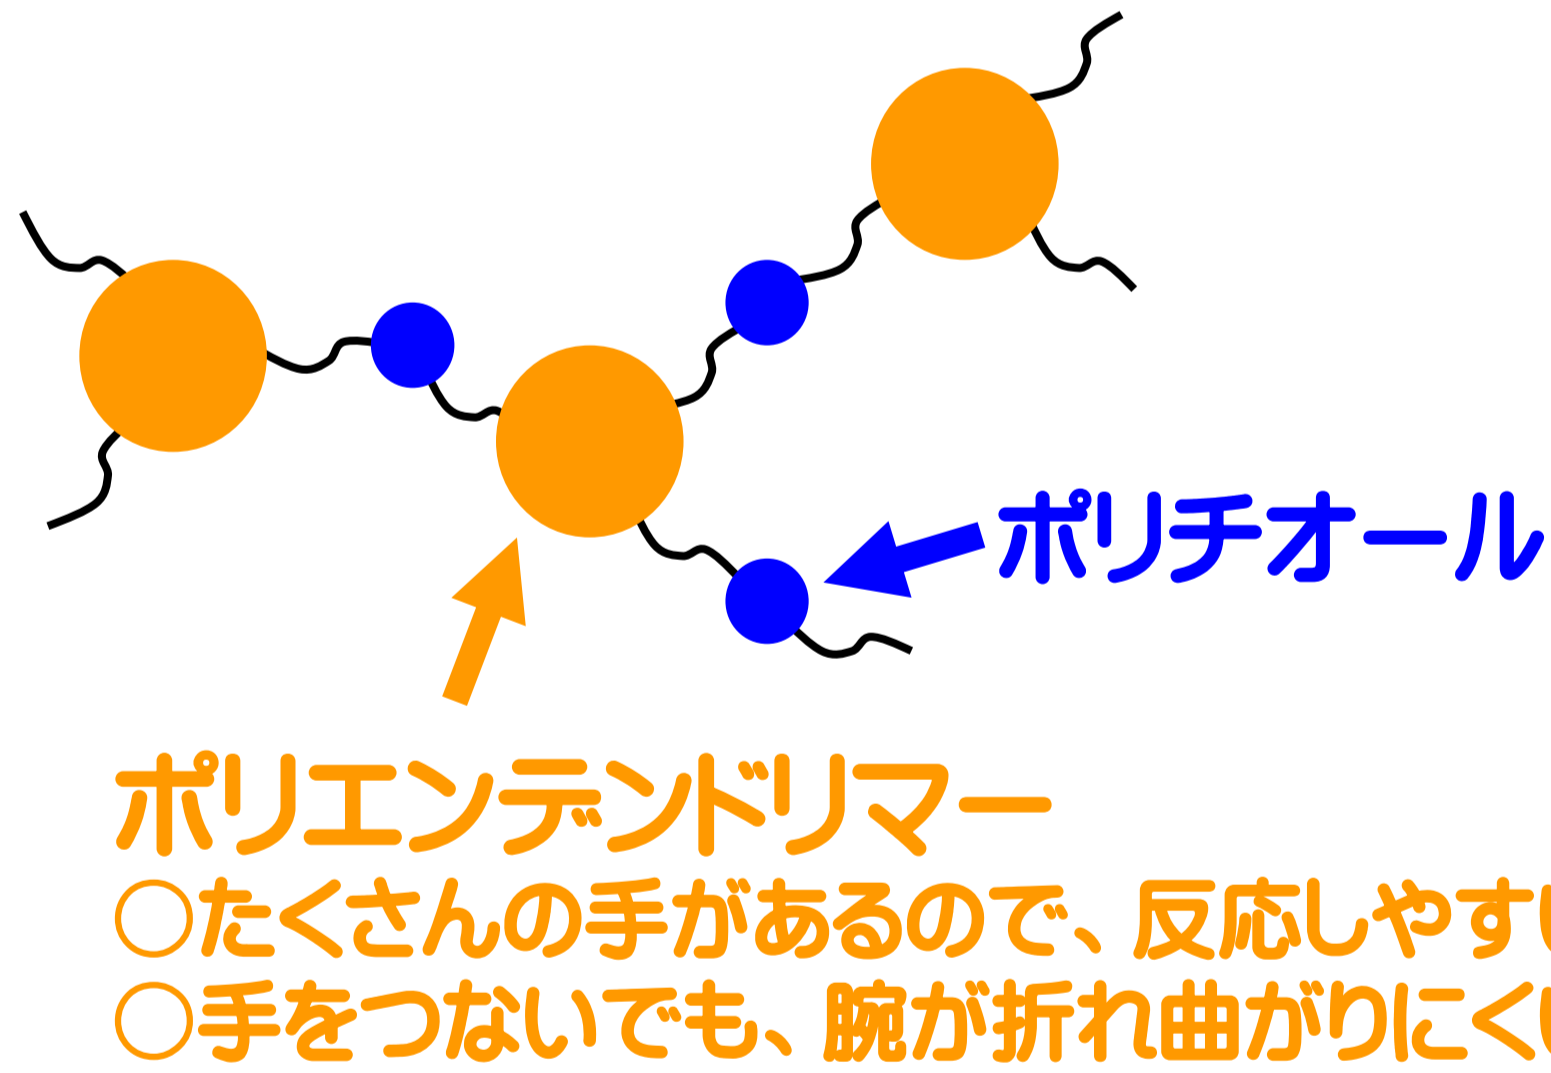 ポリチオール
ポリエンデンドリマー
○たくさんの手があるので、反応しやす
○手をつないでも、腕が折れ曲がりにく